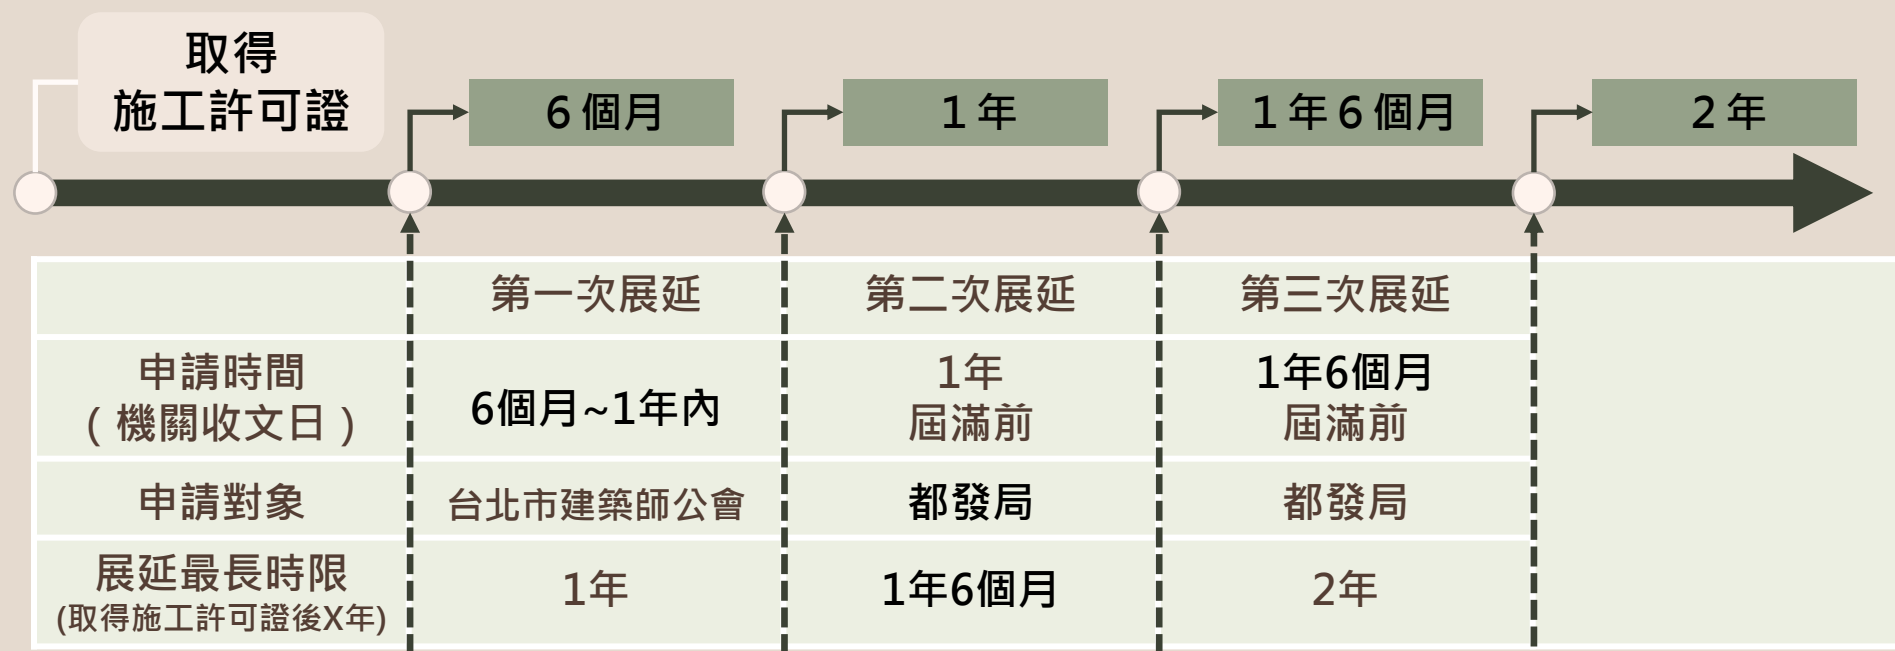 取得
施工許可證
6個月
1年
1年6個月
2年
第一次展延
第二次展延
第三次展延
申請時間
(機關收文日)
6個月~1年內
1年
屆滿前
1年6個月
屆滿前
申請對象
台北市建築師公會
都發局
都發局
展延最長時限
(取得施工許可證後X年)
1年
1年6個月
2年